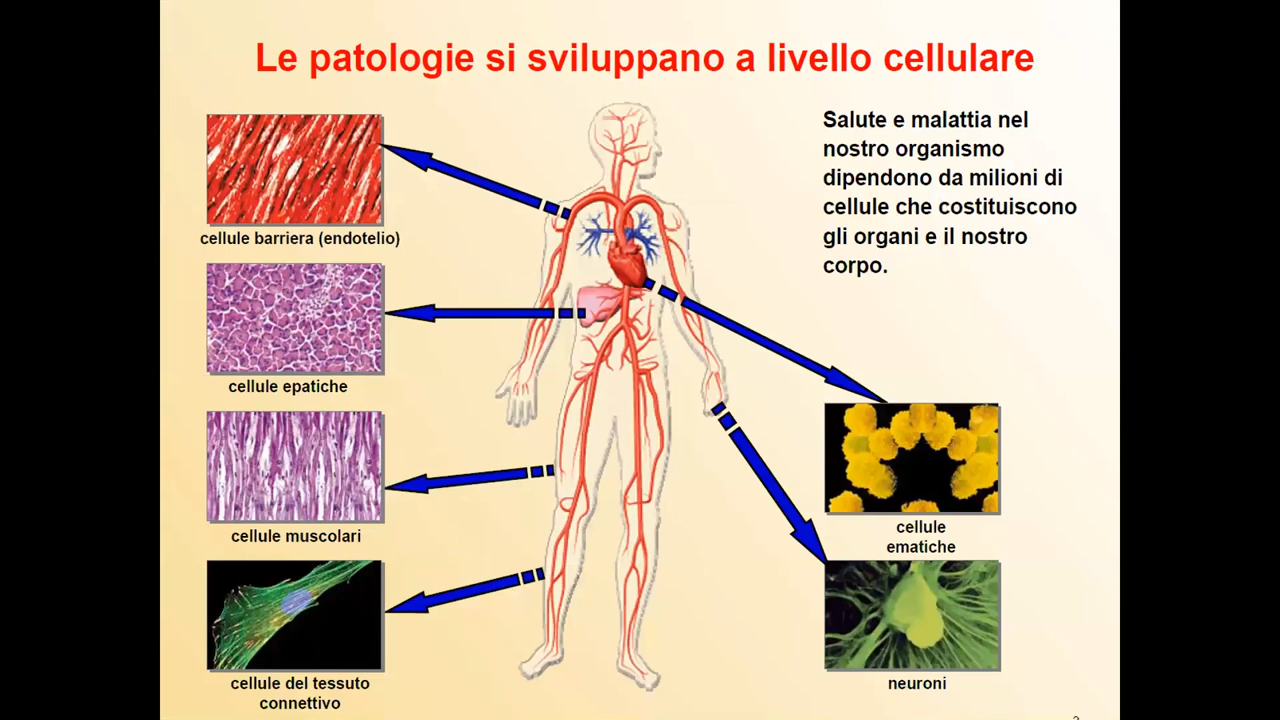 Le patologie si sviluppano a livello cellulare
Salute e malattia nel
nostro organismo
dipendono da milioni di
cellule che costituiscono
gli organi e il nostro
corpo.
cellule barriera (endotelio)
cellule epatiche
cellule muscolari
cellule del tessuto
connettivo
cellule
ematiche
neuroni